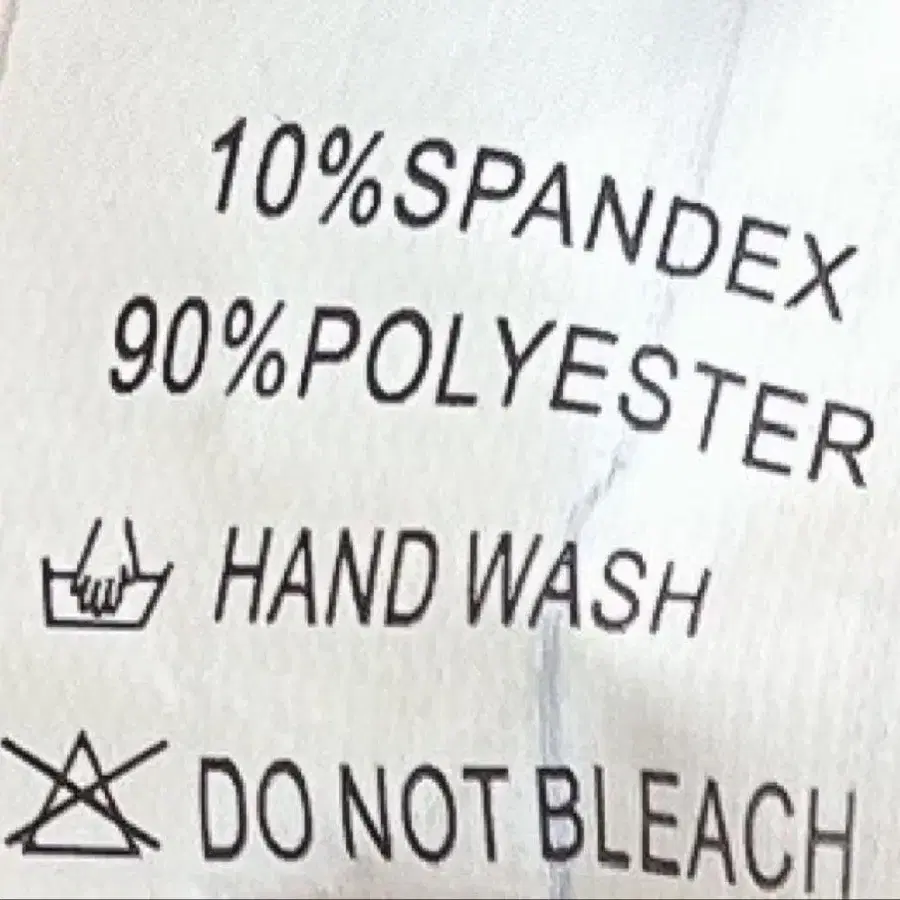 10%SPANDEX
90%POLYESTER
HAND WASH
DO NOT BLEACH